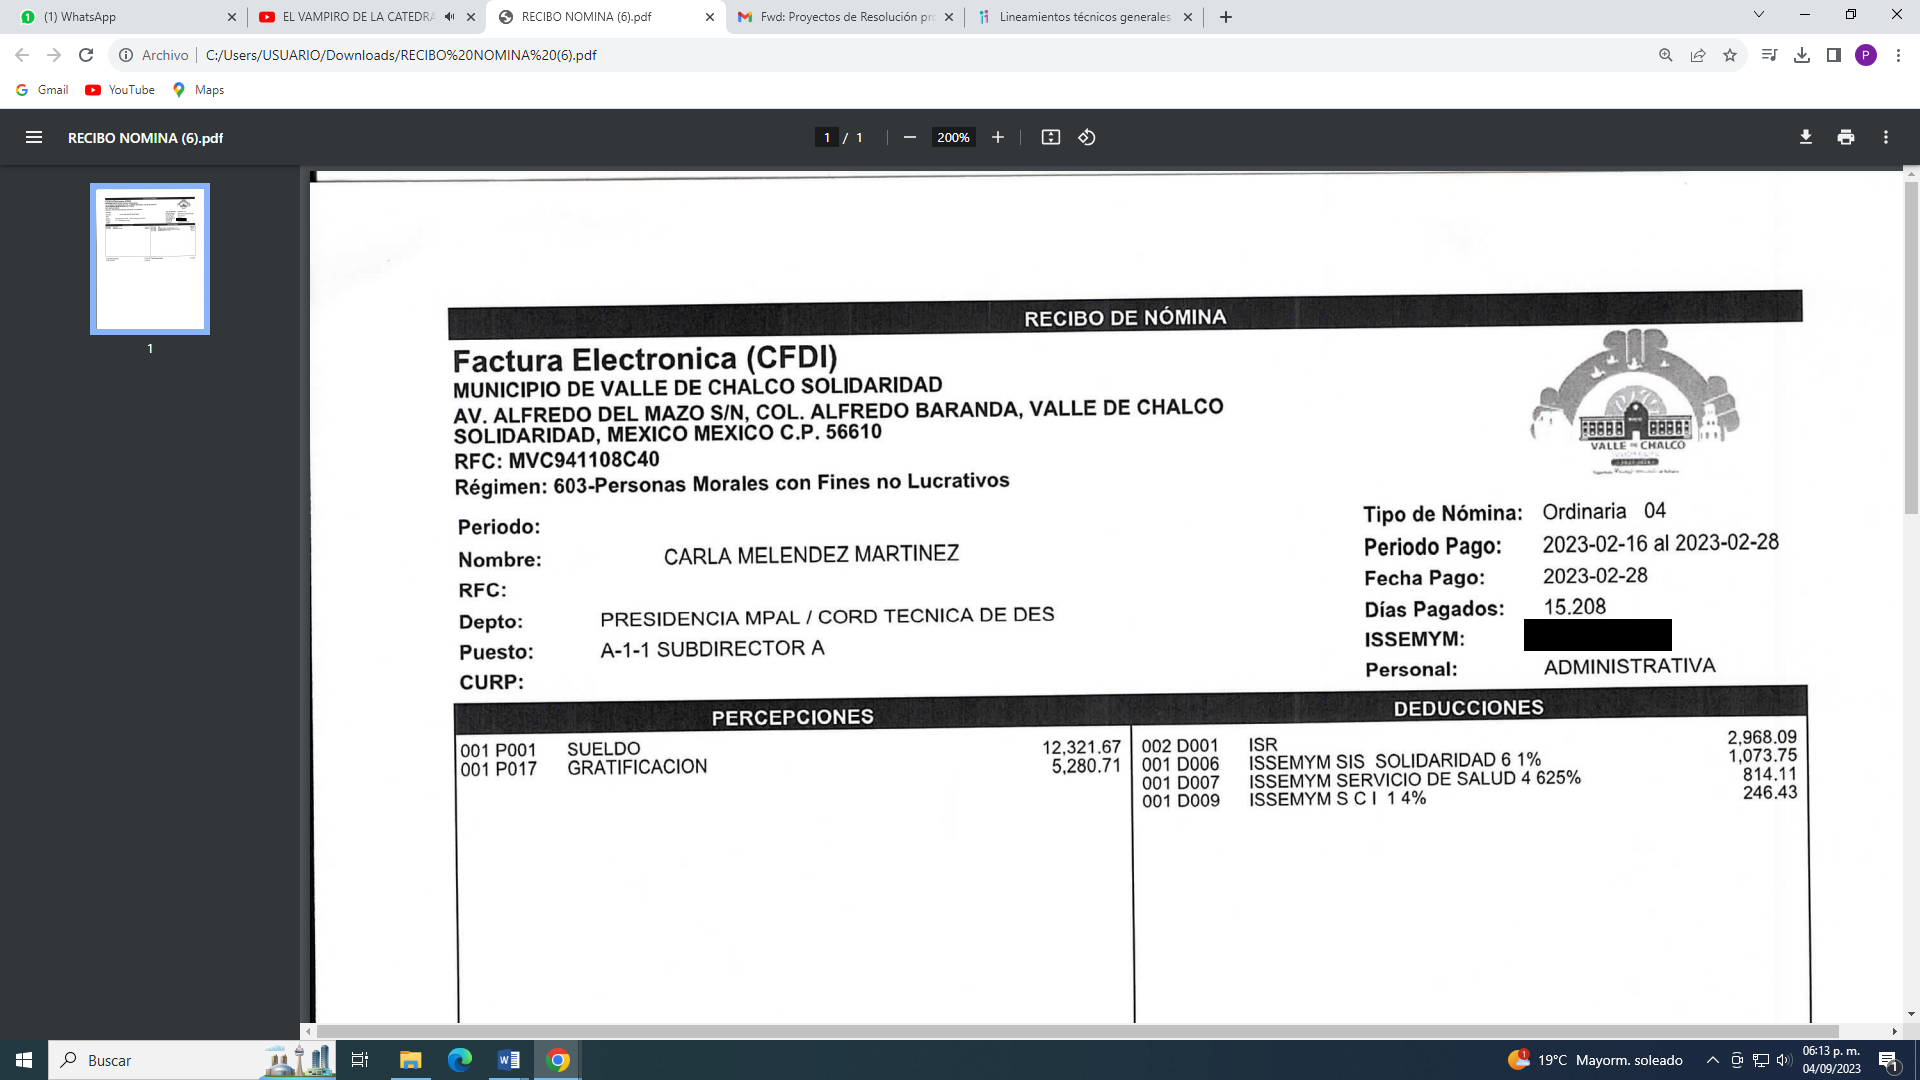 (1) WhatsApp
EL VAMPIRO DE LA CATEDRA
RECIBO NOMINA (6).pdf
Fwd: Proyectos de Resolución pro
Lineamientos técnicos generales
Archivo
C:/Users/USUARIO/Downloads/RECIBO%20NOMINA%20(6).pdf
P
Gmail
YouTube
Maps
RECIBO NOMINA (6).pdf
1 / 1
200%
1
RECIBO DE NÓMINA
Factura Electronica (CFDI)
MUNICIPIO DE VALLE DE CHALCO SOLIDARIDAD
AV. ALFREDO DEL MAZO S/N, COL. ALFREDO BARANDA, VALLE DE CHALCO
SOLIDARIDAD, MEXICO MEXICO C.P. 56610
RFC: MVC941108C40
Régimen: 603-Personas Morales con Fines no Lucrativos
VALLE DE CHALCO
Periodo:
Nombre: CARLA MELENDEZ MARTINEZ
RFC:
Depto: PRESIDENCIA MPAL / CORD TECNICA DE DES
Puesto: A-1-1 SUBDIRECTOR A
CURP:
Tipo de Nómina: Ordinaria 04
Periodo Pago: 2023-02-16 al 2023-02-28
Fecha Pago: 2023-02-28
Días Pagados: 15.208
ISSEMYM:
Personal: ADMINISTRATIVA
PERCEPCIONES
001 P001 SUELDO 12,321.67
001 P017 GRATIFICACION 5,280.71
DEDUCCIONES
002 D001 ISR 2,968.09
001 D006 ISSEMYM SIS SOLIDARIDAD 6 1% 1,073.75
001 D007 ISSEMYM SERVICIO DE SALUD 4 625% 814.11
001 D009 ISSEMYM S C I 1 4% 246.43
Buscar
19°C Mayorm. soleado
06:13 p. m.
04/09/2023
1